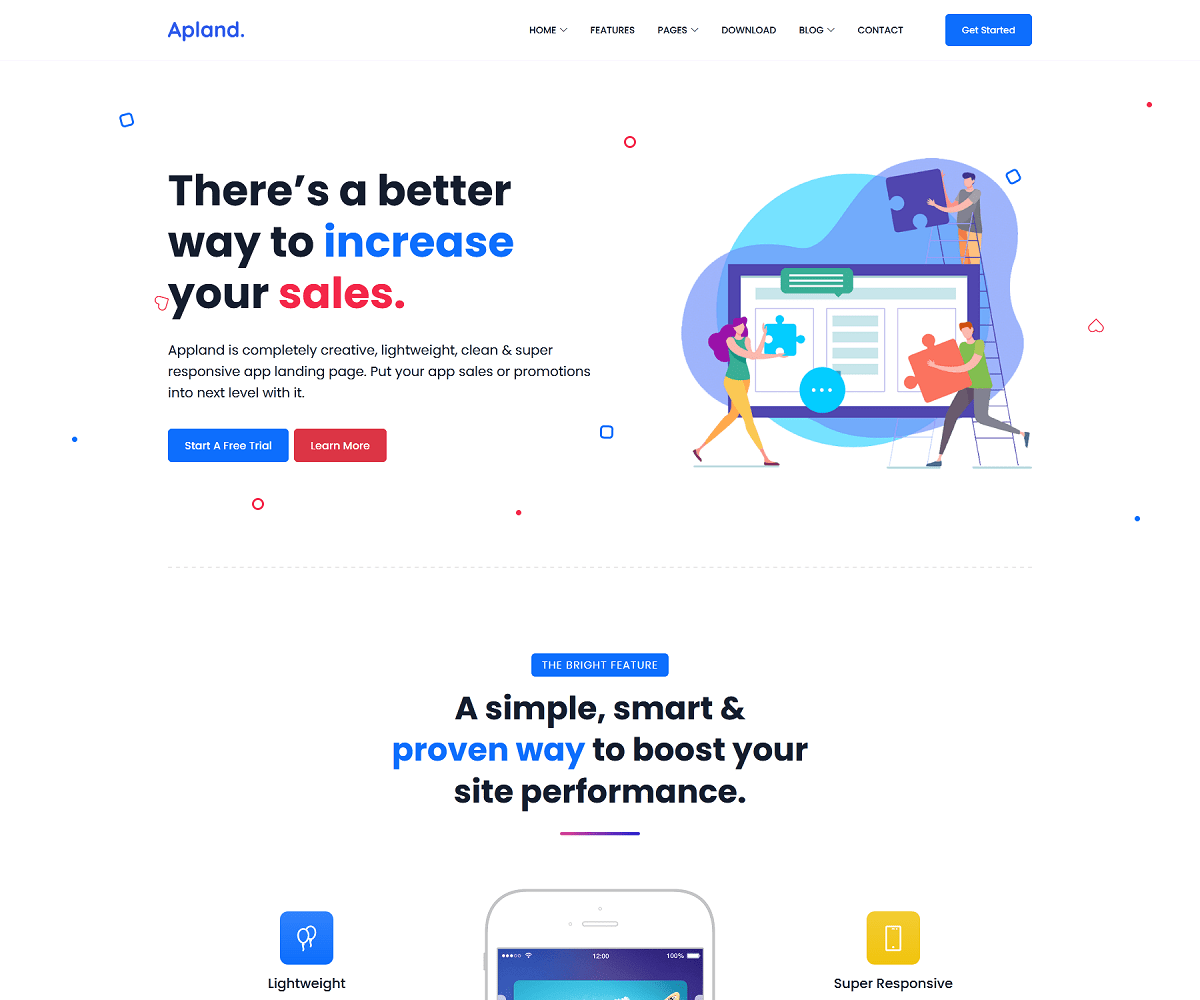 Apland.
HOME
FEATURES
PAGES
DOWNLOAD
BLOG
CONTACT
Get Started
There’s a better
way to increase
your sales.
Appland is completely creative, lightweight, clean & super
responsive app landing page. Put your app sales or promotions
into next level with it.
Start A Free Trial
Learn More
THE BRIGHT FEATURE
A simple, smart &
proven way to boost your
site performance.
12:00
100%
Lightweight
Super Responsive